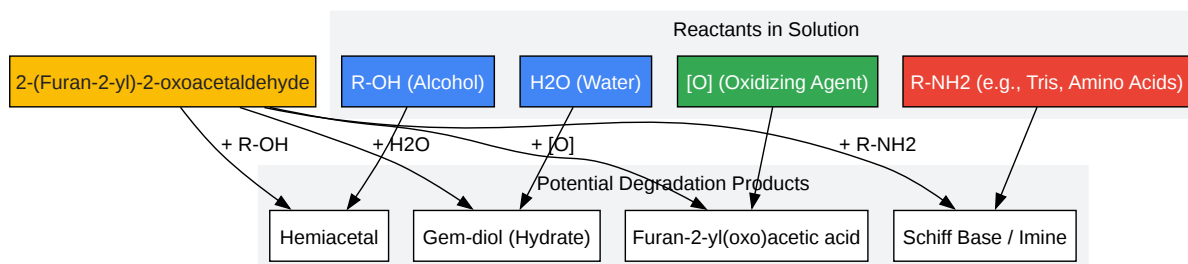 Reactants in Solution
2-(Furan-2-yl)-2-oxoacetaldehyde
R-OH (Alcohol)
H2O (Water)
[O] (Oxidizing Agent)
R-NH2 (e.g., Tris, Amino Acids)
+ R-OH
+ H2O
+ [O]
+ R-NH2
Potential Degradation Products
Hemiacetal
Gem-diol (Hydrate)
Furan-2-yl(oxo)acetic acid
Schiff Base / Imine